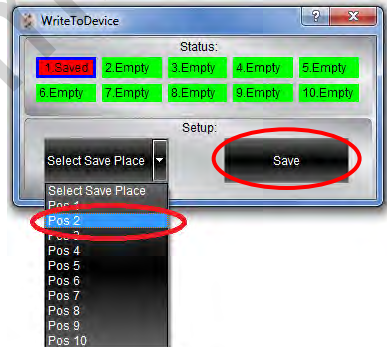 WriteToDevice
Status:
1.Saved 2.Empty 3.Empty 4.Empty 5.Empty
6.Empty 7.Empty 8.Empty 9.Empty 10.Empty
Setup:
Select Save Place Save
Select Save Place
Pos 1
Pos 2
Pos 3
Pos 4
Pos 5
Pos 6
Pos 7
Pos 8
Pos 9
Pos 10